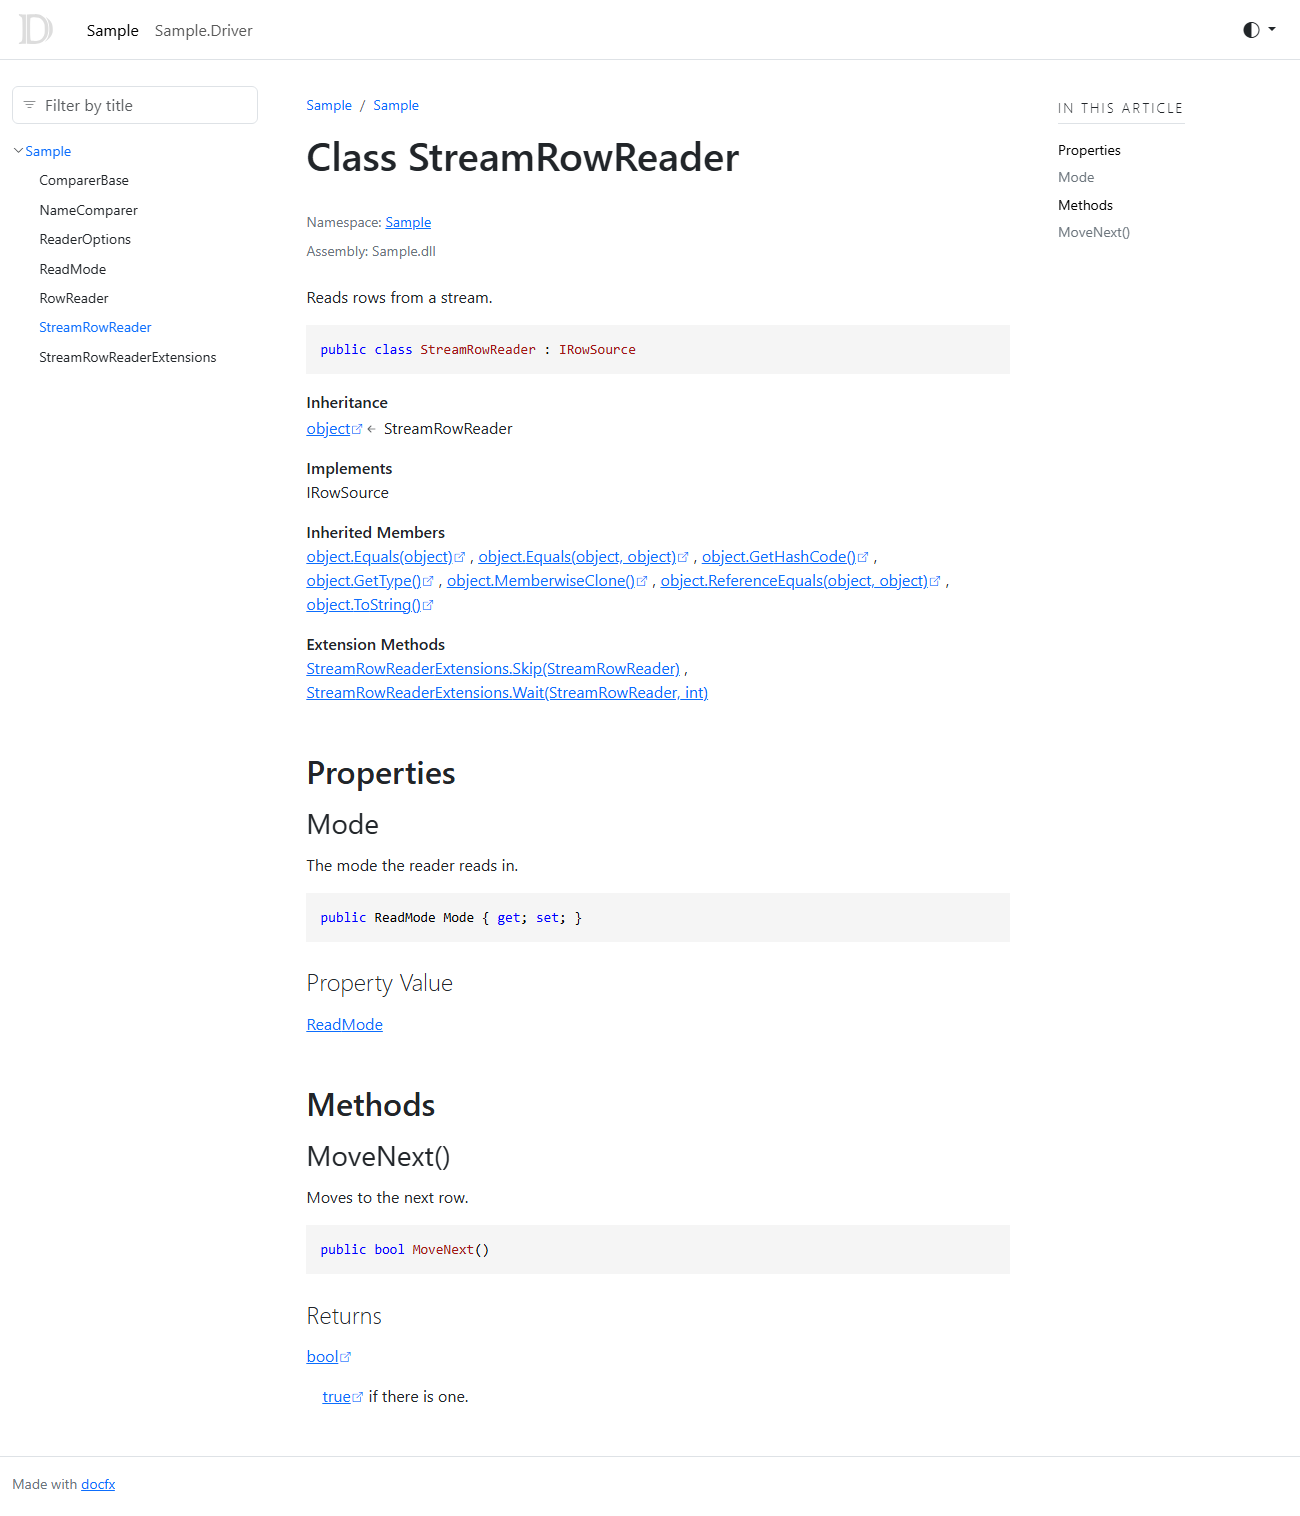 Sample Sample.Driver
Filter by title
Sample
ComparerBase
NameComparer
ReaderOptions
ReadMode
RowReader
StreamRowReader
StreamRowReaderExtensions
Sample / Sample
Class StreamRowReader
Namespace: Sample
Assembly: Sample.dll
Reads rows from a stream.
public class StreamRowReader : IRowSource
Inheritance
object ← StreamRowReader
Implements
IRowSource
Inherited Members
object.Equals(object) , object.Equals(object, object) , object.GetHashCode() ,
object.GetType() , object.MemberwiseClone() , object.ReferenceEquals(object, object) ,
object.ToString()
Extension Methods
StreamRowReaderExtensions.Skip(StreamRowReader) ,
StreamRowReaderExtensions.Wait(StreamRowReader, int)
Properties
Mode
The mode the reader reads in.
public ReadMode Mode { get; set; }
Property Value
ReadMode
Methods
MoveNext()
Moves to the next row.
public bool MoveNext()
Returns
bool
true if there is one.
IN THIS ARTICLE
Properties
Mode
Methods
MoveNext()
Made with docfx